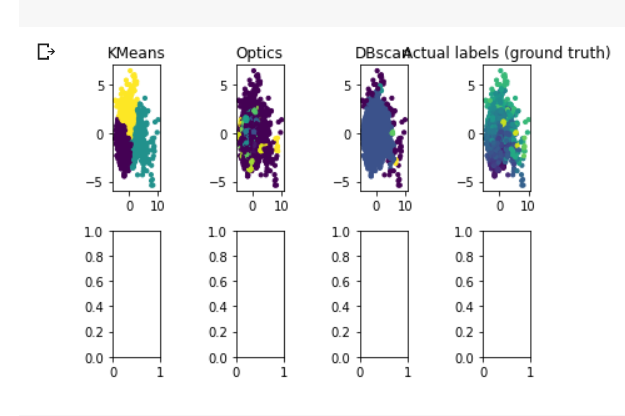 KMeans Optics DBscan Actual labels (ground truth)
5 5 5 5
0 0 0 0
−5 −5 −5 −5
0 10 0 10 0 10 0 10
1.0 1.0 1.0 1.0
0.8 0.8 0.8 0.8
0.6 0.6 0.6 0.6
0.4 0.4 0.4 0.4
0.2 0.2 0.2 0.2
0.0 0.0 0.0 0.0
0 1 0 1 0 1 0 1